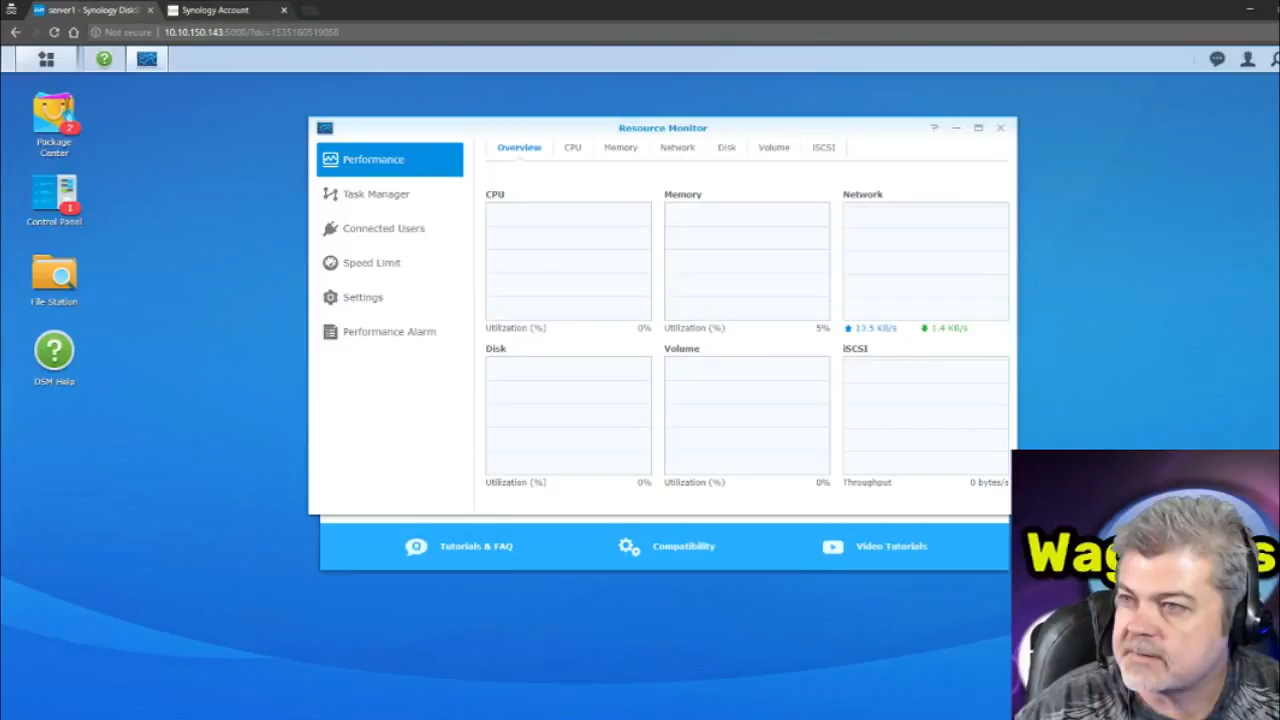 server1 - Synology Disk
Synology Account
Not secure
10.10.150.143:
Resource Monitor
Package
Center
7
Control Panel
1
File Station
DSM Help
Performance
Task Manager
Connected Users
Speed Limit
Settings
Performance Alarm
Overview CPU Memory Network Disk Volume iSCSI
CPU Memory Network
Utilization (%) 0% Utilization (%) 5% 13.5 KB/s 1.4 KB/s
Disk Volume iSCSI
Utilization (%) 0% Utilization (%) 0% Throughput 0 bytes/s
Tutorials & FAQ Compatibility Video Tutorials